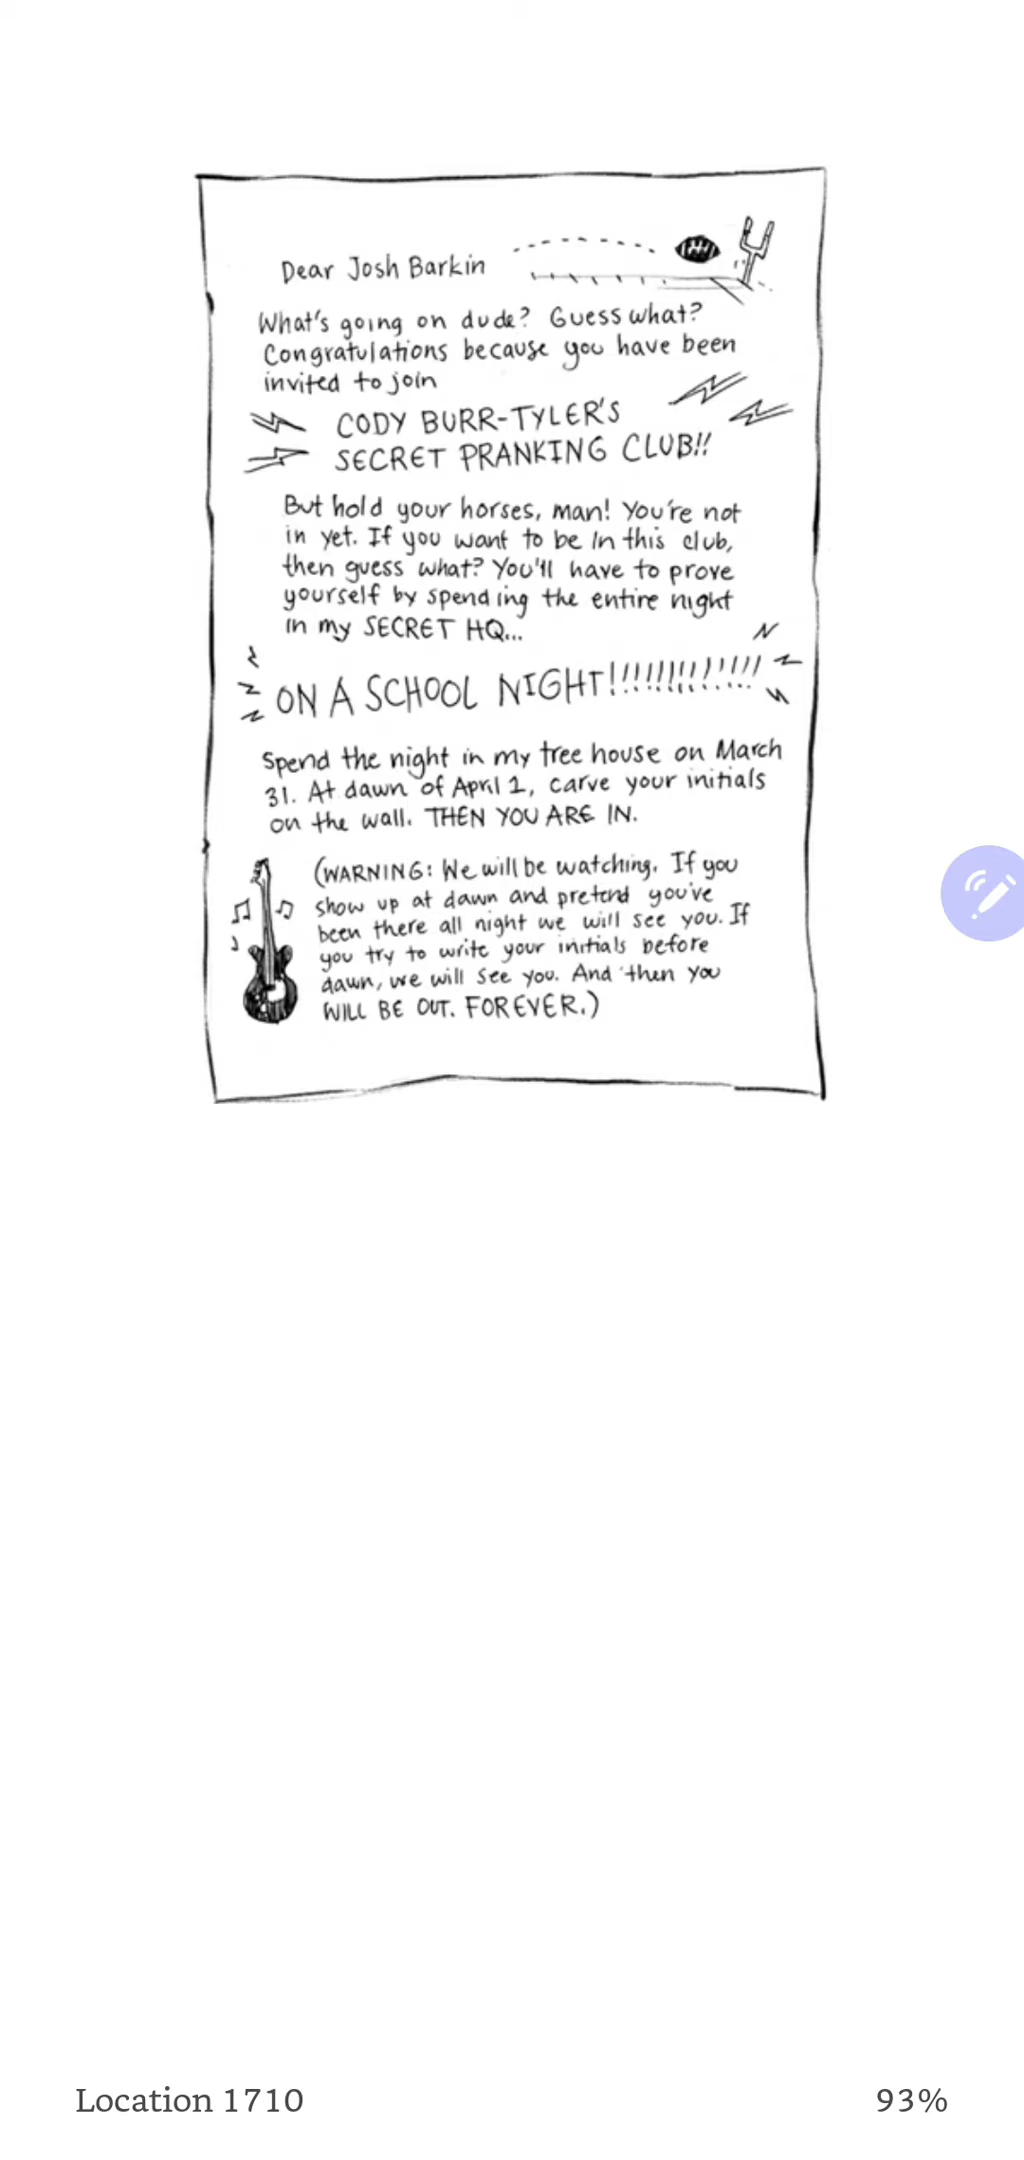 Dear Josh Barkin
What's going on dude? Guess what?
Congratulations because you have been
invited to join
CODY BURR-TYLER'S
SECRET PRANKING CLUB!!
But hold your horses, man! You're not
in yet. If you want to be in this club,
then guess what? You'll have to prove
yourself by spending the entire night
in my SECRET HQ...
ON A SCHOOL NIGHT!!!!!!!!!!!!!!
Spend the night in my tree house on March
31. At dawn of April 1, carve your initials
on the wall. THEN YOU ARE IN.
(WARNING: We will be watching. If you
show up at dawn and pretend you've
been there all night we will see you. If
you try to write your initials before
dawn, we will see you. And then you
WILL BE OUT. FOREVER.)
Location 1710
93%